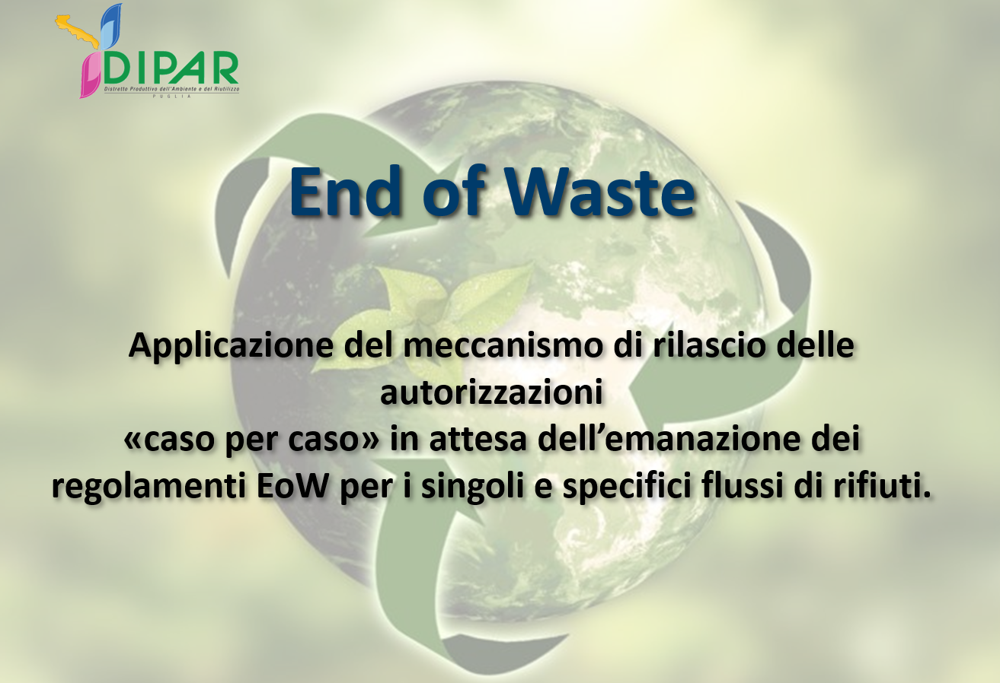 DIPAR
Distretto Produttivo dell'Ambiente e del Riutilizzo
PUGLIA
End of Waste
Applicazione del meccanismo di rilascio delle
autorizzazioni
«caso per caso» in attesa dell’emanazione dei
regolamenti EoW per i singoli e specifici flussi di rifiuti.